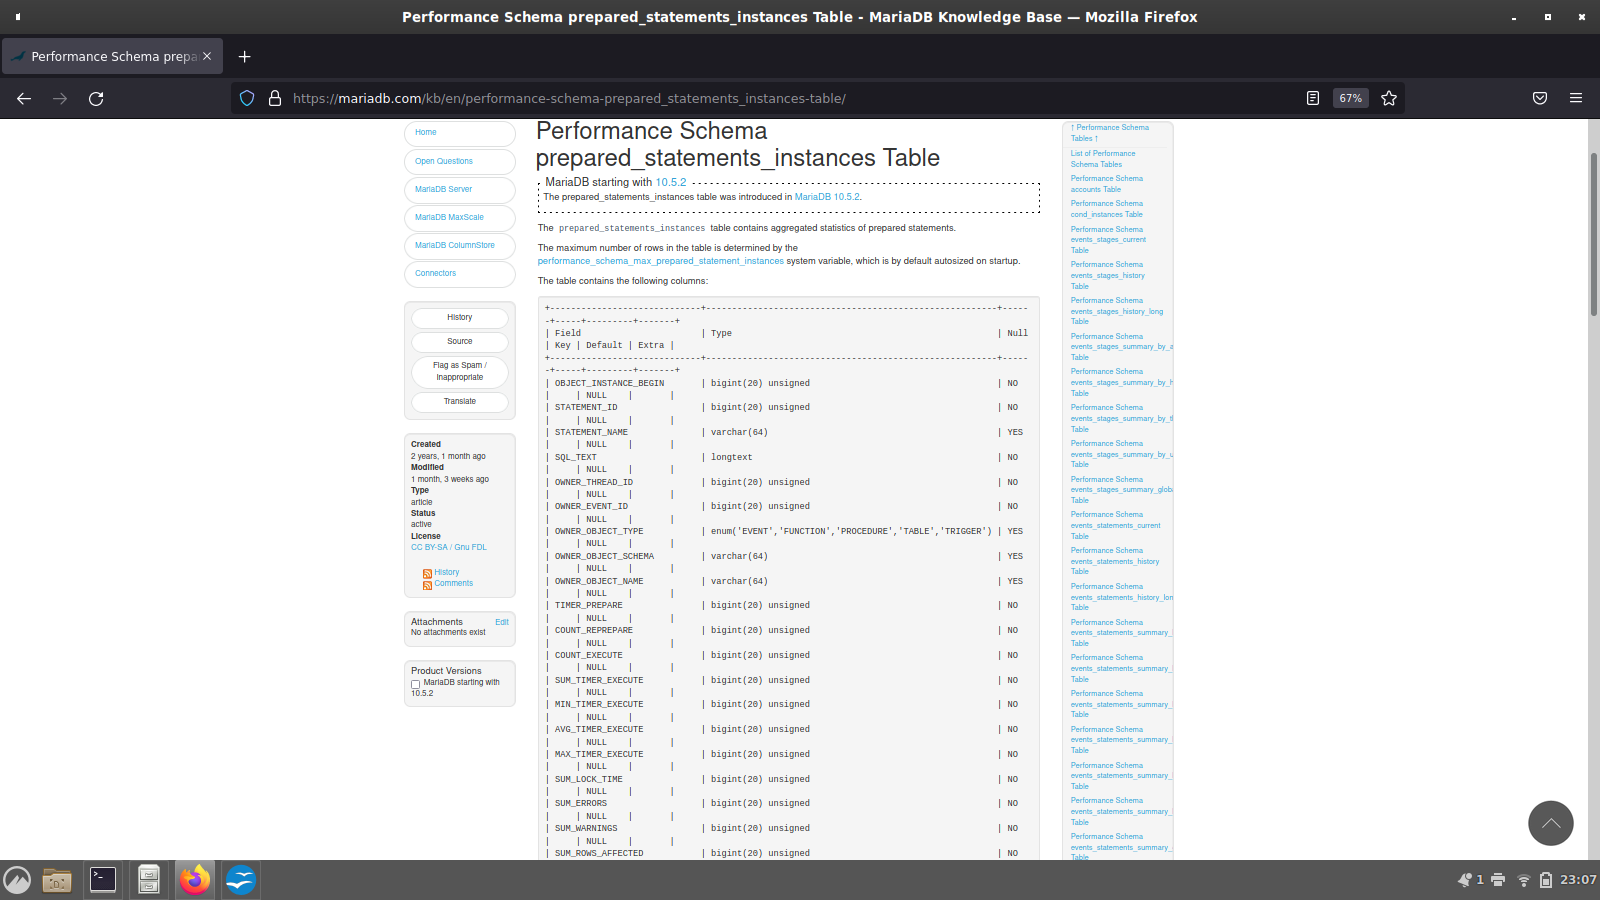 Performance Schema prepared_statements_instances Table - MariaDB Knowledge Base — Mozilla Firefox
Performance Schema prepa
https://mariadb.com/kb/en/performance-schema-prepared_statements_instances-table/
67%
Home
Open Questions
MariaDB Server
MariaDB MaxScale
MariaDB ColumnStore
Connectors
History
Source
Flag as Spam /
Inappropriate
Translate
Created
2 years, 1 month ago
Modified
1 month, 3 weeks ago
Type
article
Status
active
License
CC BY-SA / Gnu FDL
History
Comments
Attachments Edit
No attachments exist
Product Versions
MariaDB starting with
10.5.2
Performance Schema
prepared_statements_instances Table
MariaDB starting with 10.5.2
The prepared_statements_instances table was introduced in MariaDB 10.5.2.
The prepared_statements_instances table contains aggregated statistics of prepared statements.
The maximum number of rows in the table is determined by the
performance_schema_max_prepared_statement_instances system variable, which is by default autosized on startup.
The table contains the following columns:
+-----------------------------+--------------------------------------------------------+-----
-+-----+---------+-------+
| Field | Type | Null
| Key | Default | Extra |
+-----------------------------+--------------------------------------------------------+-----
-+-----+---------+-------+
| OBJECT_INSTANCE_BEGIN | bigint(20) unsigned | NO
| | NULL | |
| STATEMENT_ID | bigint(20) unsigned | NO
| | NULL | |
| STATEMENT_NAME | varchar(64) | YES
| | NULL | |
| SQL_TEXT | longtext | NO
| | NULL | |
| OWNER_THREAD_ID | bigint(20) unsigned | NO
| | NULL | |
| OWNER_EVENT_ID | bigint(20) unsigned | NO
| | NULL | |
| OWNER_OBJECT_TYPE | enum('EVENT','FUNCTION','PROCEDURE','TABLE','TRIGGER') | YES
| | NULL | |
| OWNER_OBJECT_SCHEMA | varchar(64) | YES
| | NULL | |
| OWNER_OBJECT_NAME | varchar(64) | YES
| | NULL | |
| TIMER_PREPARE | bigint(20) unsigned | NO
| | NULL | |
| COUNT_REPREPARE | bigint(20) unsigned | NO
| | NULL | |
| COUNT_EXECUTE | bigint(20) unsigned | NO
| | NULL | |
| SUM_TIMER_EXECUTE | bigint(20) unsigned | NO
| | NULL | |
| MIN_TIMER_EXECUTE | bigint(20) unsigned | NO
| | NULL | |
| AVG_TIMER_EXECUTE | bigint(20) unsigned | NO
| | NULL | |
| MAX_TIMER_EXECUTE | bigint(20) unsigned | NO
| | NULL | |
| SUM_LOCK_TIME | bigint(20) unsigned | NO
| | NULL | |
| SUM_ERRORS | bigint(20) unsigned | NO
| | NULL | |
| SUM_WARNINGS | bigint(20) unsigned | NO
| | NULL | |
| SUM_ROWS_AFFECTED | bigint(20) unsigned | NO
↑ Performance Schema
Tables ↑
List of Performance
Schema Tables
Performance Schema
accounts Table
Performance Schema
cond_instances Table
Performance Schema
events_stages_current
Table
Performance Schema
events_stages_history
Table
Performance Schema
events_stages_history_long
Table
Performance Schema
events_stages_summary_by_a
Table
Performance Schema
events_stages_summary_by_h
Table
Performance Schema
events_stages_summary_by_t
Table
Performance Schema
events_stages_summary_by_u
Table
Performance Schema
events_stages_summary_globa
Table
Performance Schema
events_statements_current
Table
Performance Schema
events_statements_history
Table
Performance Schema
events_statements_history_lon
Table
Performance Schema
events_statements_summary_
Table
Performance Schema
events_statements_summary_
Table
Performance Schema
events_statements_summary_
Table
Performance Schema
events_statements_summary_
Table
Performance Schema
events_statements_summary_
Table
Performance Schema
events_statements_summary_
Table
Performance Schema
events_statements_summary_
Table
1
23:07